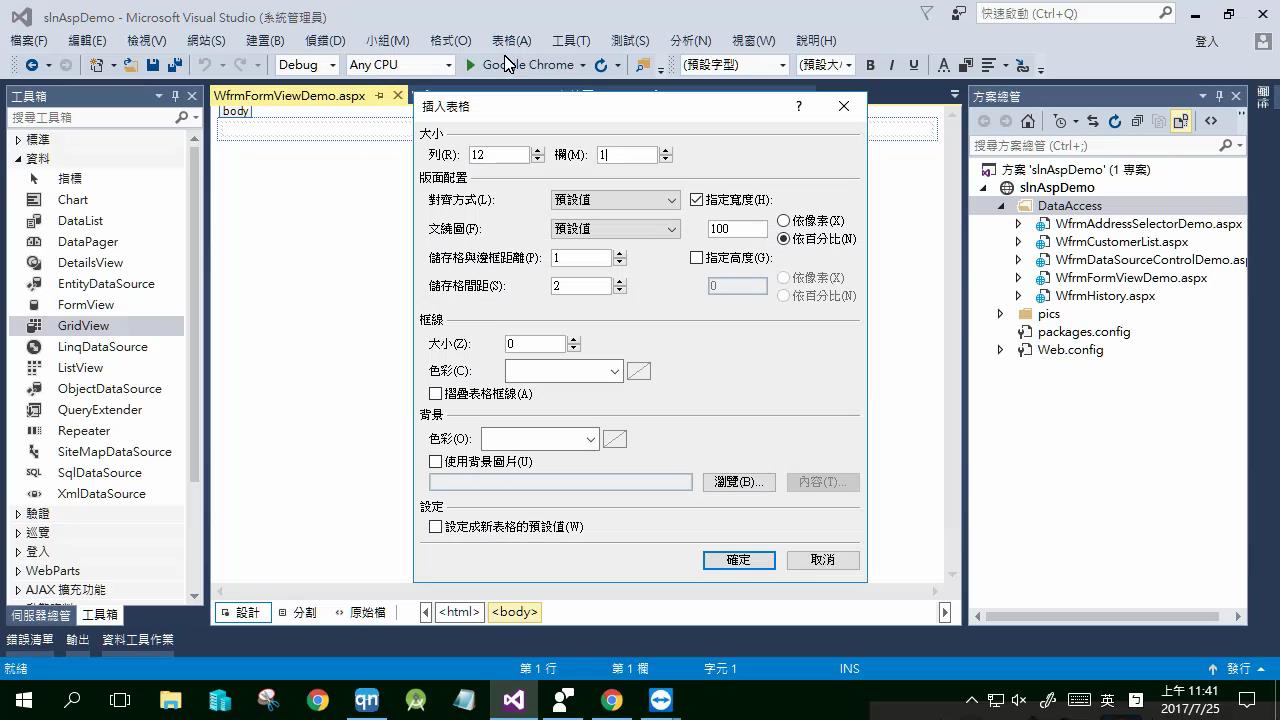 slnAspDemo - Microsoft Visual Studio (系統管理員)
快速啟動 (Ctrl+Q)
檔案(F) 編輯(E) 檢視(V) 網站(S) 建置(B) 偵錯(D) 小組(M) 格式(O) 表格(A) 工具(T) 測試(S) 分析(N) 視窗(W) 說明(H) 登入
Debug Any CPU Google Chrome (預設字型) (預設大 B I U A
工具箱
搜尋工具箱
標準
資料
指標
Chart
DataList
DataPager
DetailsView
EntityDataSource
FormView
GridView
LinqDataSource
ListView
ObjectDataSource
QueryExtender
Repeater
SiteMapDataSource
SQL SqlDataSource
XmlDataSource
驗證
巡覽
登入
WebParts
AJAX 擴充功能
伺服器總管 工具箱
WfrmFormViewDemo.aspx
body
插入表格 ?
大小
列(R): 12 欄(M): 1
版面配置
對齊方式(L): 預設值 指定寬度(H):
文繞圖(F): 預設值 100 依像素(X)
依百分比(N)
儲存格與邊框距離(P): 1 指定高度(G):
儲存格間距(S): 2 0 依像素(X)
依百分比(N)
框線
大小(Z): 0
色彩(C):
摺疊表格框線(A)
背景
色彩(O):
使用背景圖片(U)
瀏覽(B)... 內容(T)...
設定
設定成新表格的預設值(W)
確定 取消
設計 分割 原始檔 <html> <body>
方案總管
搜尋方案總管 (Ctrl+;)
方案 'slnAspDemo' (1 專案)
slnAspDemo
DataAccess
WfrmAddressSelectorDemo.aspx
WfrmCustomerList.aspx
WfrmDataSourceControlDemo.asp
WfrmFormViewDemo.aspx
WfrmHistory.aspx
pics
packages.config
Web.config
錯誤清單 輸出 資料工具作業
就緒 第 1 行 第 1 欄 字元 1 INS 發行
qn 英 上午 11:41
2017/7/25